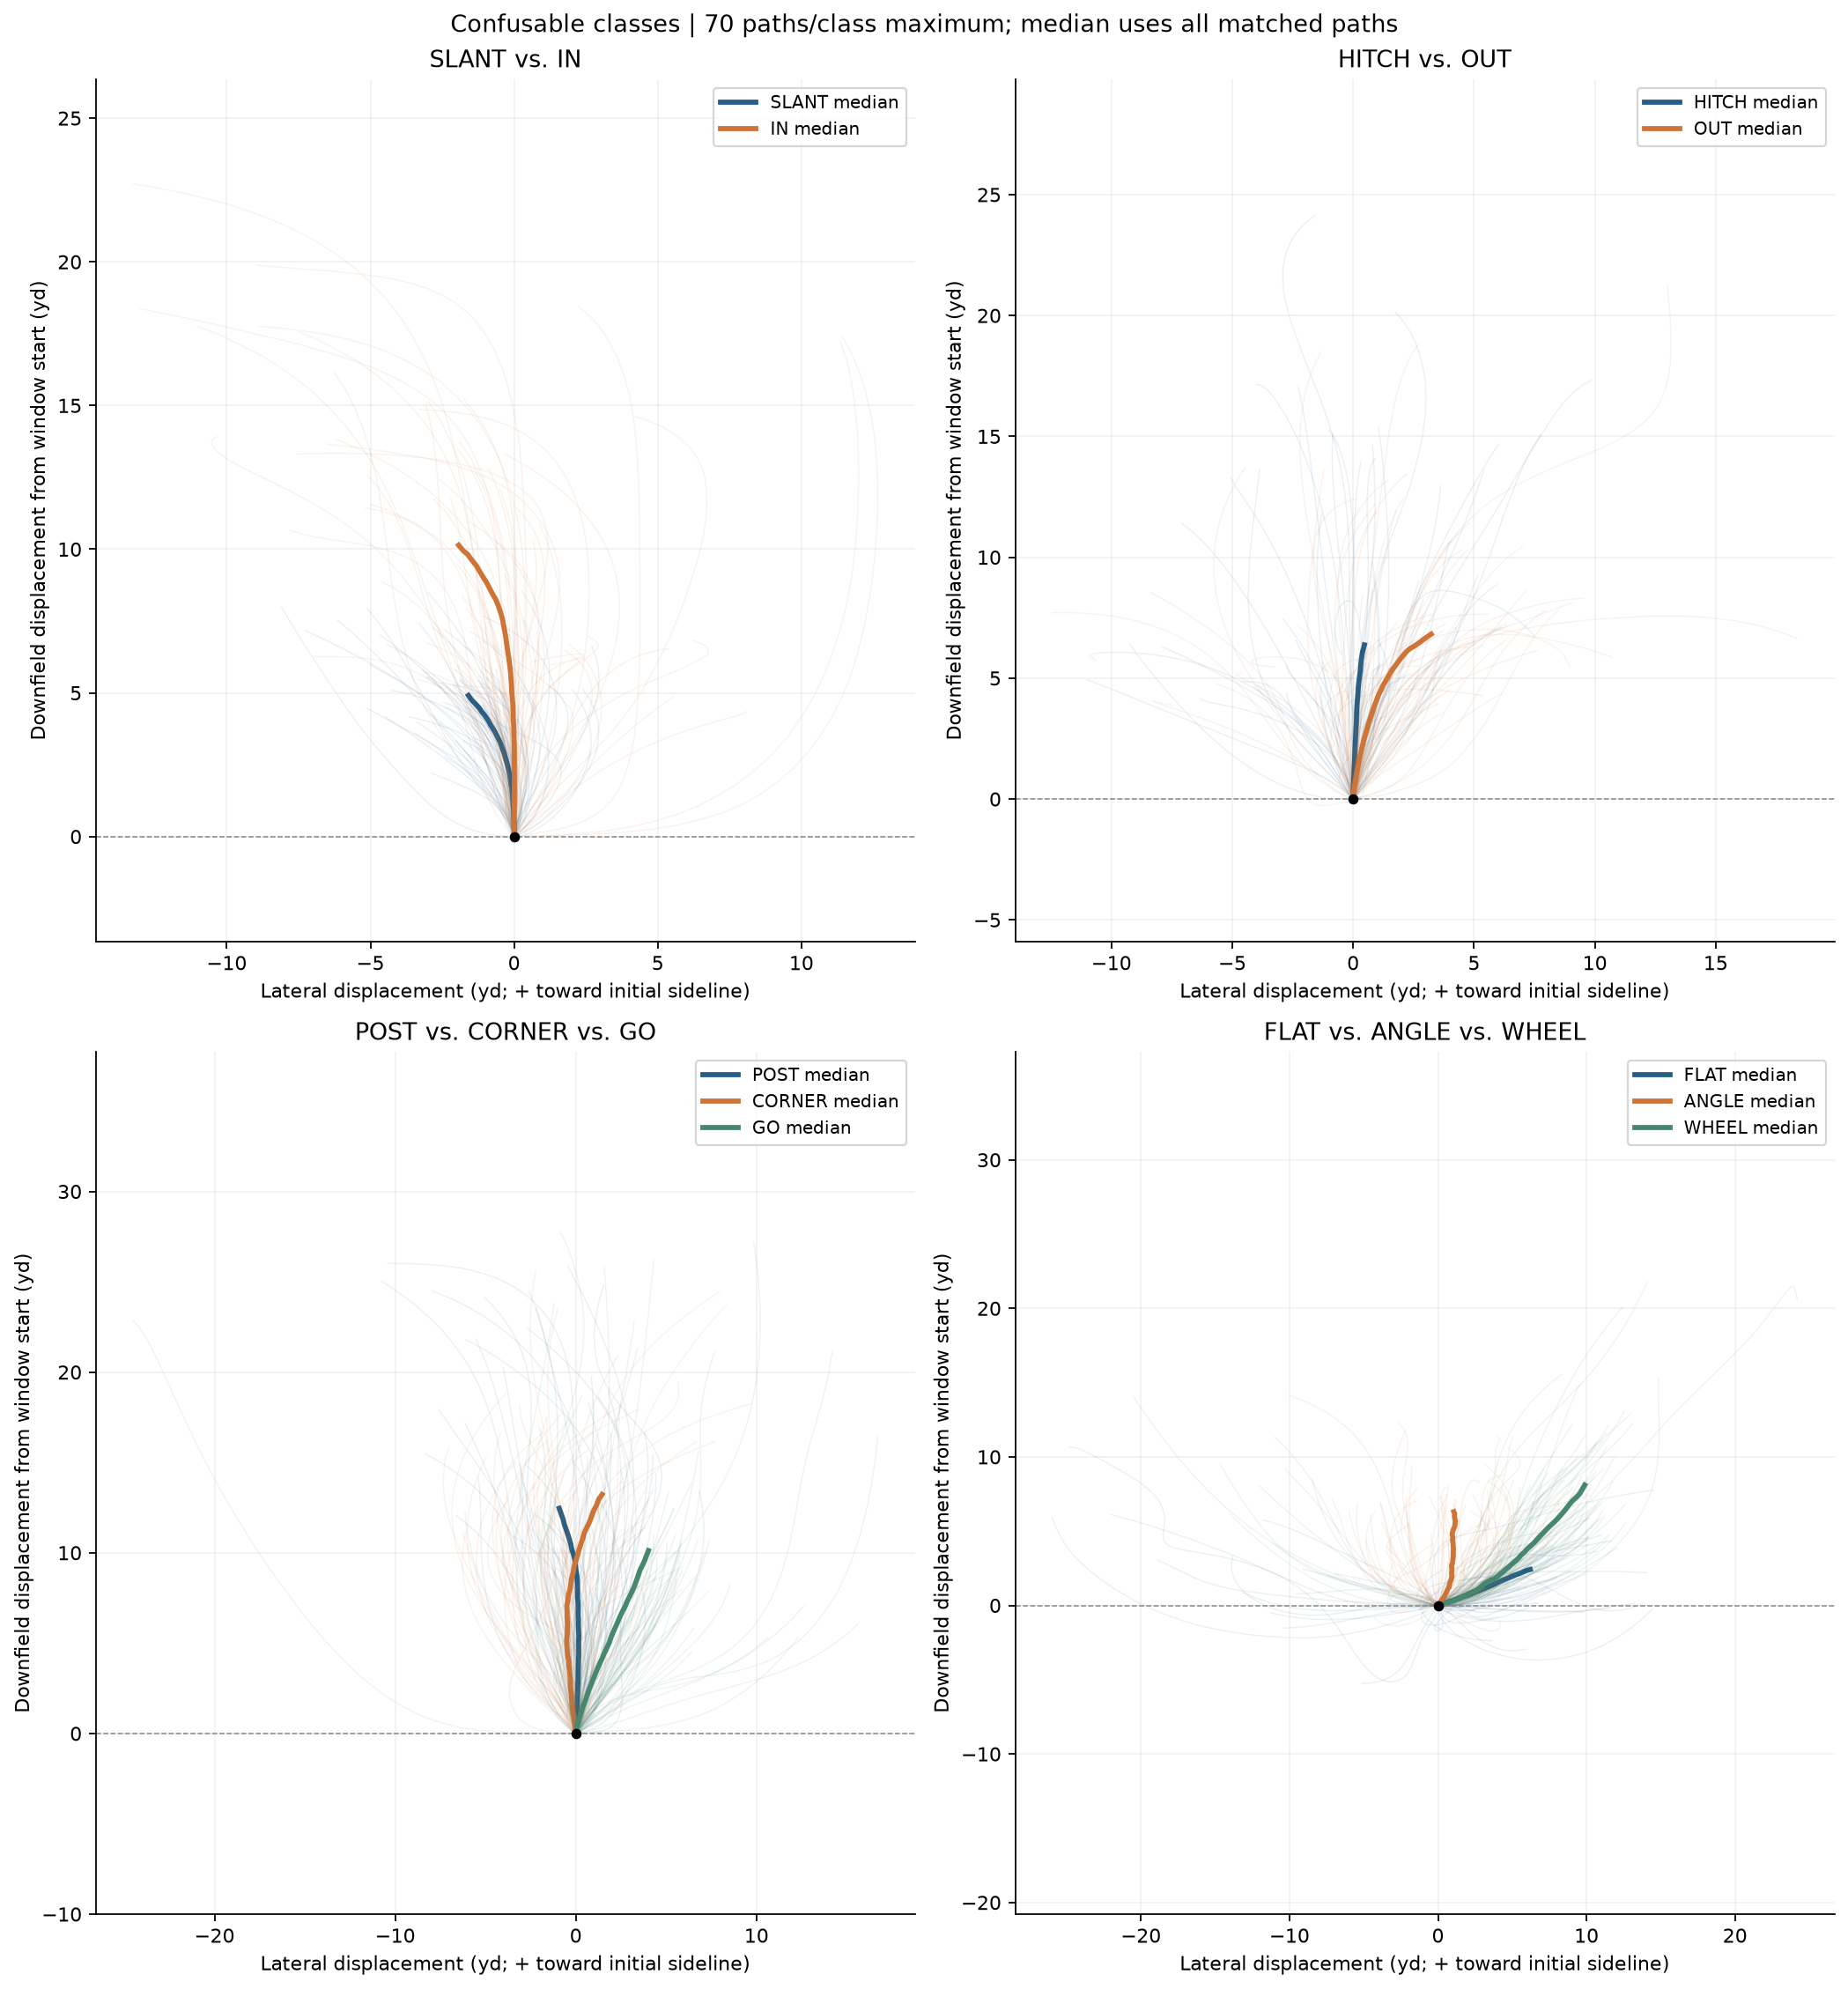 Confusable classes | 70 paths/class maximum; median uses all matched paths
SLANT vs. IN
SLANT median
IN median
25
20
15
10
5
0
Downfield displacement from window start (yd)
−10
−5
0
5
10
Lateral displacement (yd; + toward initial sideline)
HITCH vs. OUT
HITCH median
OUT median
25
20
15
10
5
0
−5
Downfield displacement from window start (yd)
−10
−5
0
5
10
15
Lateral displacement (yd; + toward initial sideline)
POST vs. CORNER vs. GO
POST median
CORNER median
GO median
30
20
10
0
−10
Downfield displacement from window start (yd)
−20
−10
0
10
Lateral displacement (yd; + toward initial sideline)
FLAT vs. ANGLE vs. WHEEL
FLAT median
ANGLE median
WHEEL median
30
20
10
0
−10
−20
Downfield displacement from window start (yd)
−20
−10
0
10
20
Lateral displacement (yd; + toward initial sideline)